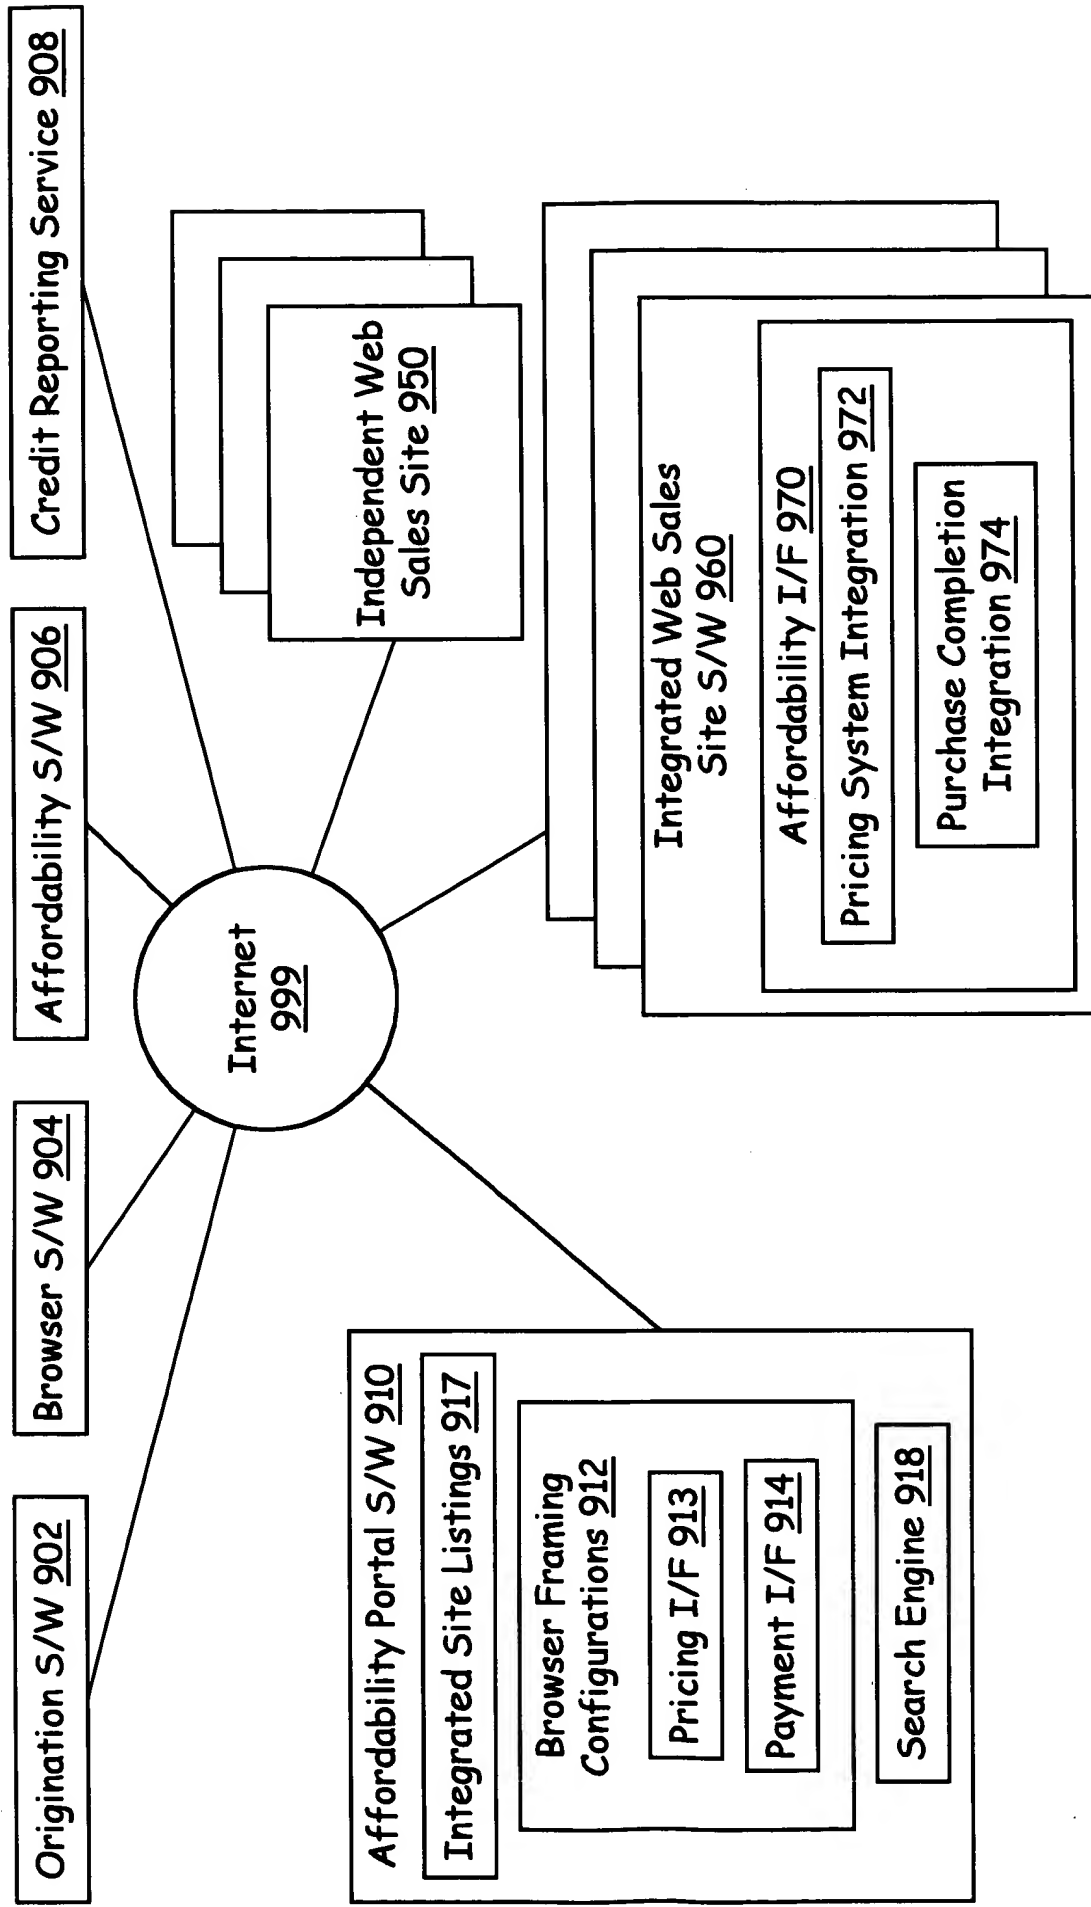 Origination S/W 902
Browser S/W 904
Affordability S/W 906
Credit Reporting Service 908
Internet
999
Independent Web
Sales Site 950
Affordability Portal S/W 910
Integrated Site Listings 917
Browser Framing
Configurations 912
Pricing I/F 913
Payment I/F 914
Search Engine 918
Integrated Web Sales
Site S/W 960
Affordability I/F 970
Pricing System Integration 972
Purchase Completion
Integration 974